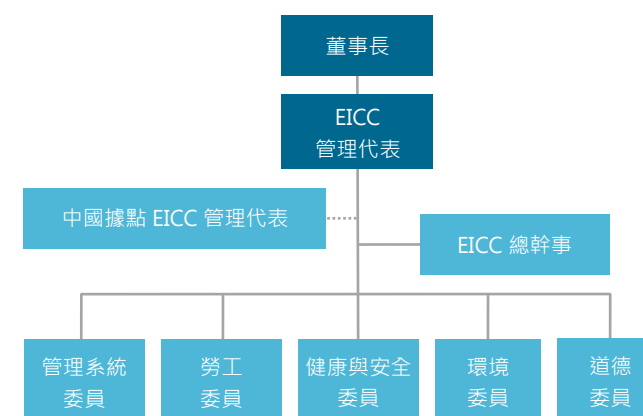 董事長
EICC
管理代表
中國據點 EICC 管理代表
EICC 總幹事
管理系統
委員
勞工
委員
健康與安全
委員
環境
委員
道德
委員